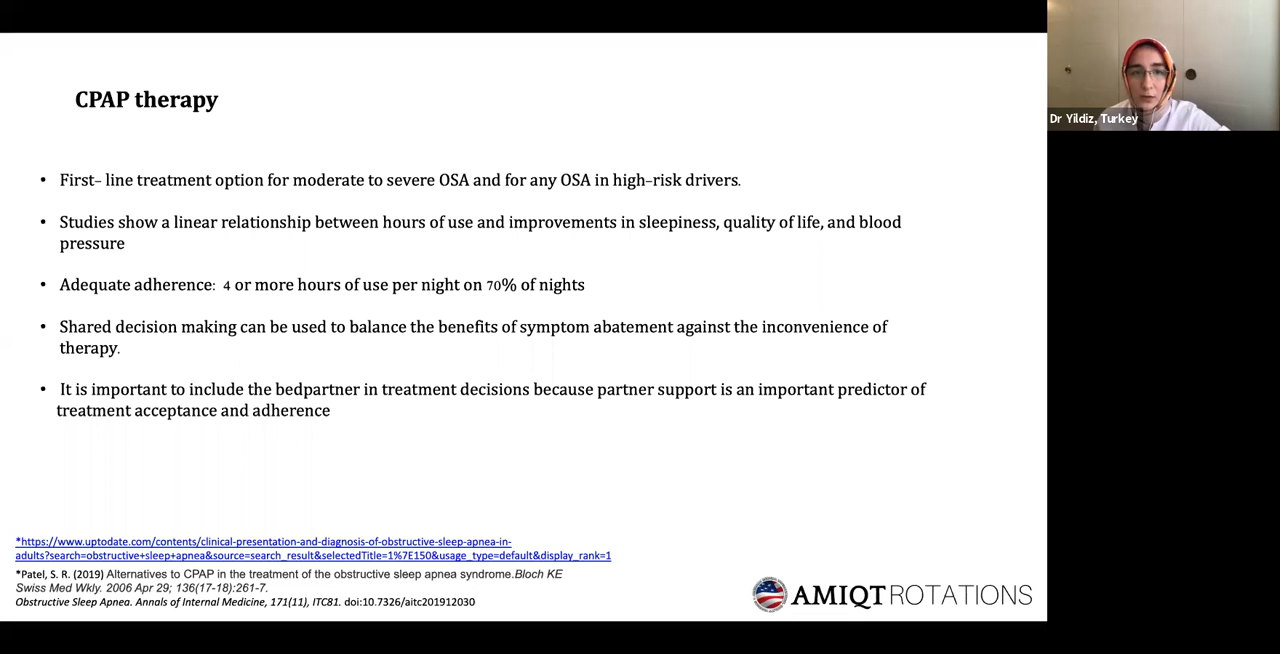 CPAP therapy
Dr Yildiz, Turkey
• First– line treatment option for moderate to severe OSA and for any OSA in high–risk drivers.
• Studies show a linear relationship between hours of use and improvements in sleepiness, quality of life, and blood
pressure
• Adequate adherence: 4 or more hours of use per night on 70% of nights
• Shared decision making can be used to balance the benefits of symptom abatement against the inconvenience of
therapy.
• It is important to include the bedpartner in treatment decisions because partner support is an important predictor of
treatment acceptance and adherence
*https://www.uptodate.com/contents/clinical-presentation-and-diagnosis-of-obstructive-sleep-apnea-in-
adults?search=obstructive+sleep+apnea&source=search_result&selectedTitle=1%7E150&usage_type=default&display_rank=1
*Patel, S. R. (2019) Alternatives to CPAP in the treatment of the obstructive sleep apnea syndrome.Bloch KE
Swiss Med Wkly. 2006 Apr 29; 136(17-18):261-7.
Obstructive Sleep Apnea. Annals of Internal Medicine, 171(11), ITC81. doi:10.7326/aitc201912030
AMIQTROTATIONS